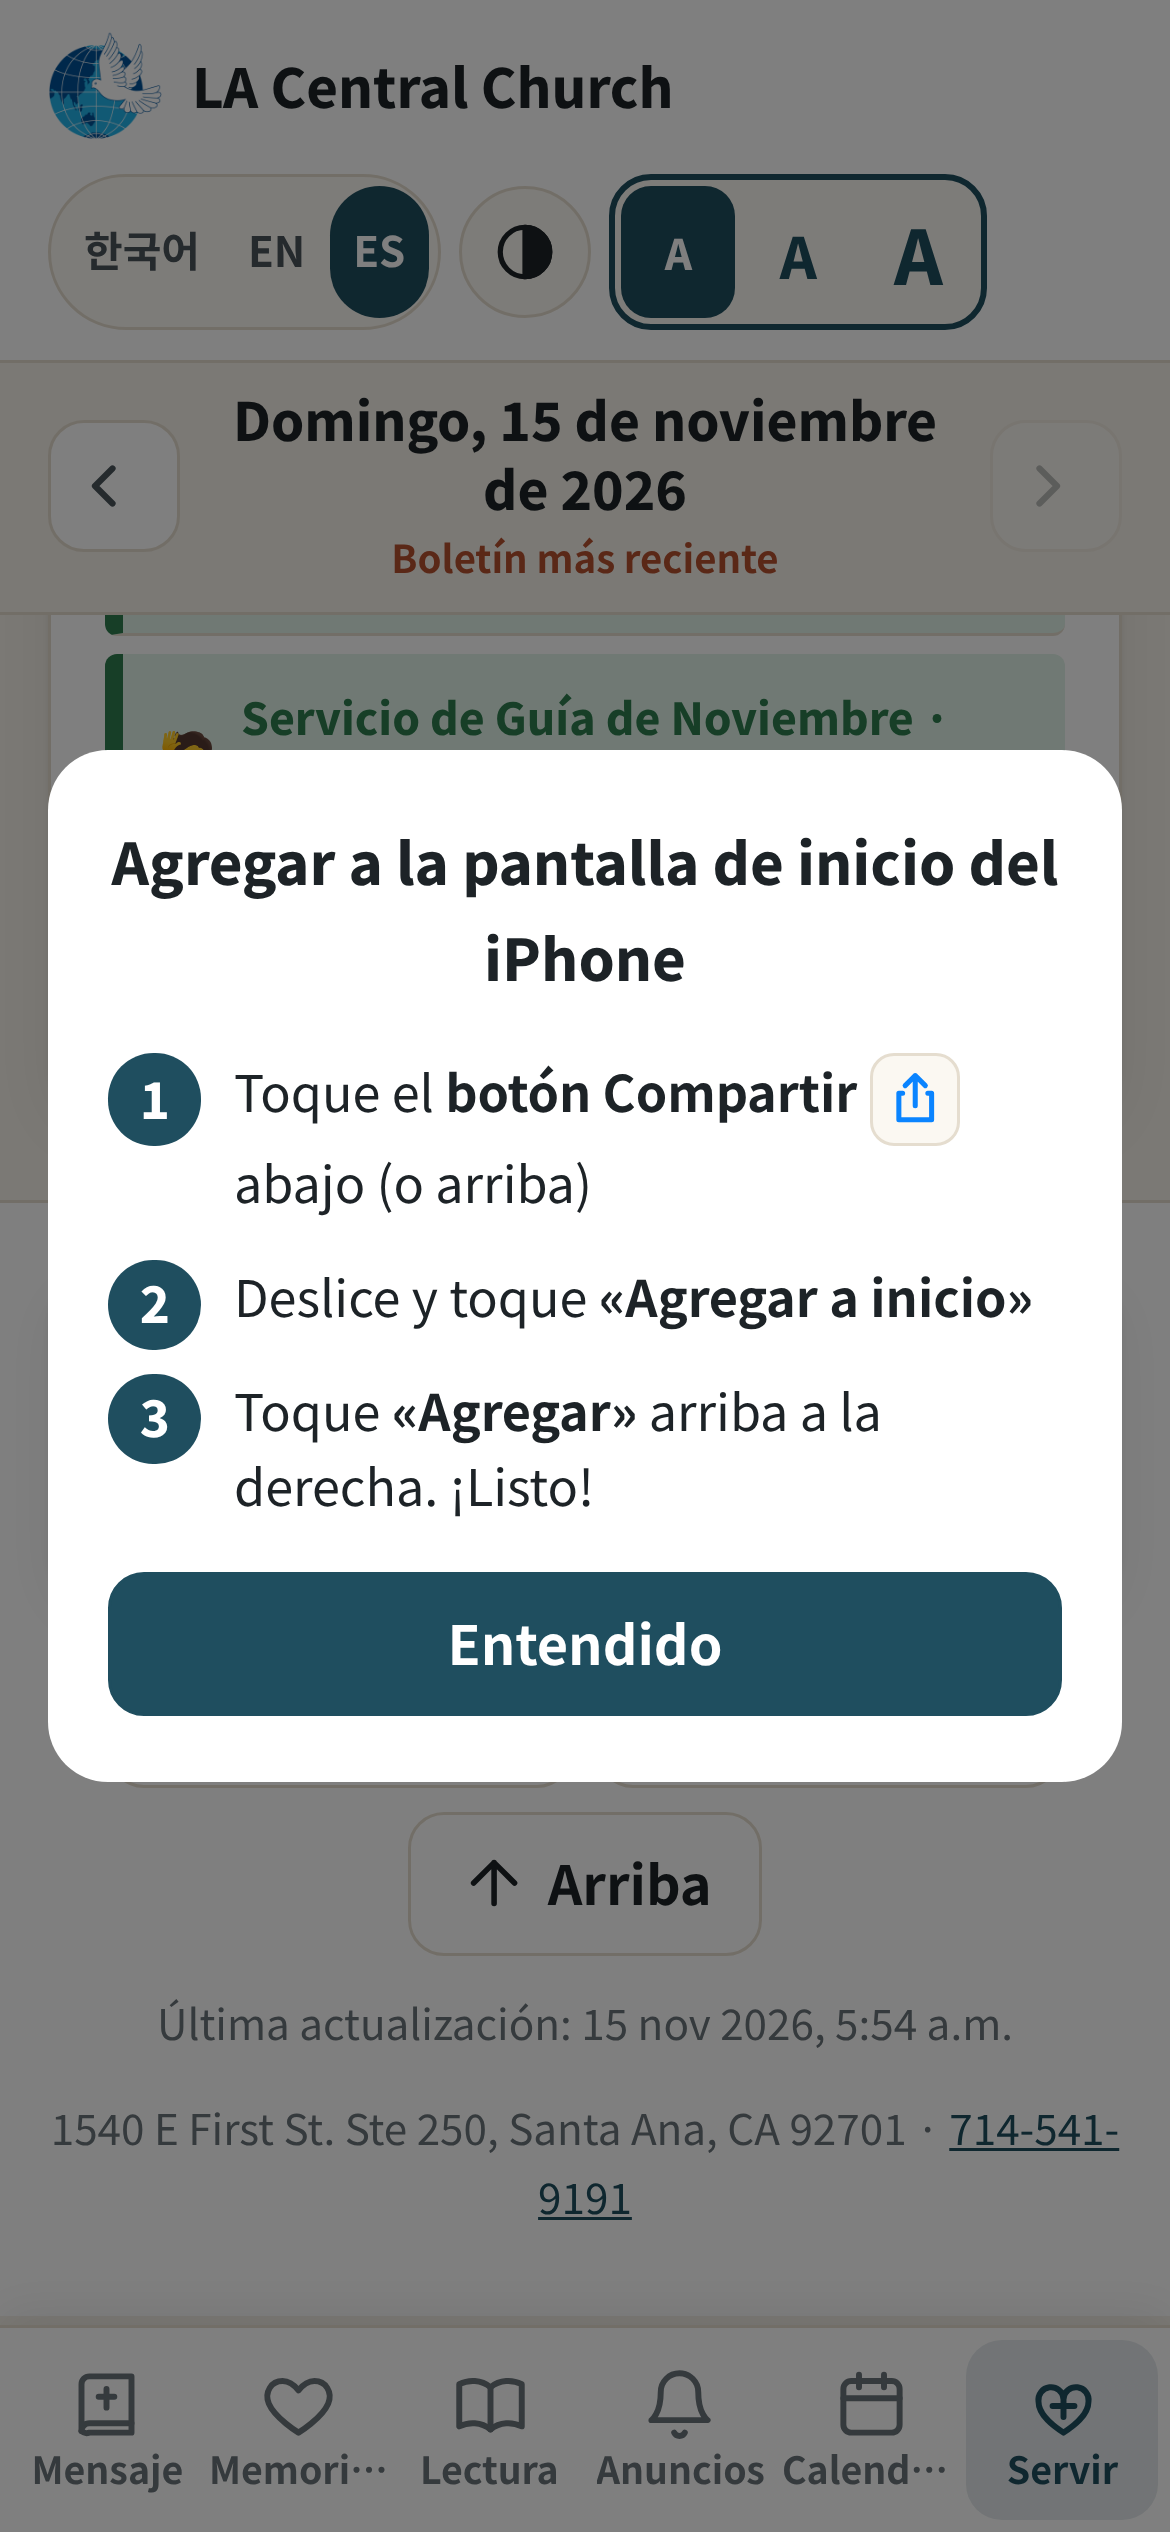 LA Central Church
한국어 EN ES A A A
Domingo, 15 de noviembre
de 2026
Boletín más reciente
Servicio de Guía de Noviembre ·
Agregar a la pantalla de inicio del
iPhone
1 Toque el botón Compartir
abajo (o arriba)
2 Deslice y toque «Agregar a inicio»
3 Toque «Agregar» arriba a la
derecha. ¡Listo!
Entendido
Arriba
Última actualización: 15 nov 2026, 5:54 a.m.
1540 E First St. Ste 250, Santa Ana, CA 92701 · 714-541-
9191
Mensaje Memori··· Lectura Anuncios Calend··· Servir